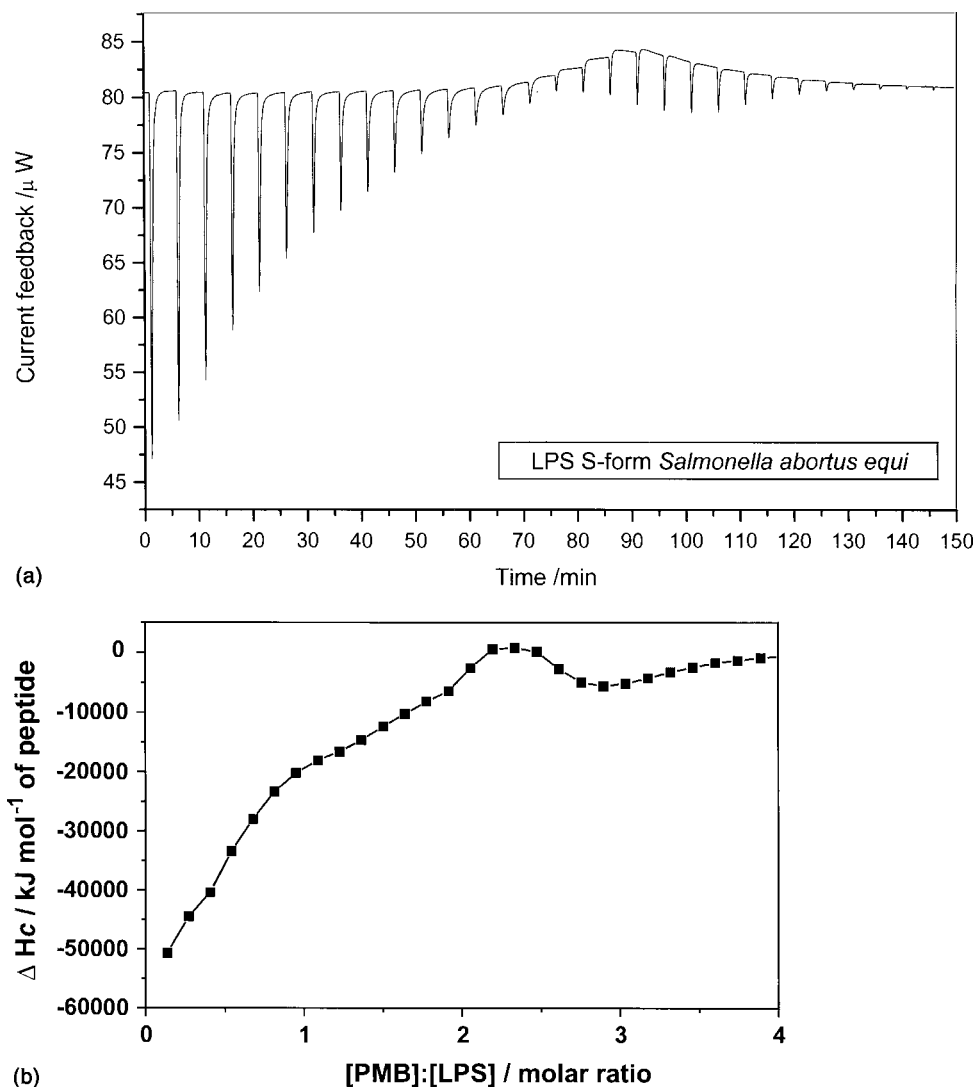 85
80
75
70
65
60
55
50
45
Current feedback /μ W
LPS S-form Salmonella abortus equi
0 10 20 30 40 50 60 70 80 90 100 110 120 130 140 150
(a)
Time /min
0
-10000
-20000
-30000
-40000
-50000
-60000
Δ Hc / kJ mol⁻¹ of peptide
0 1 2 3 4
(b)
[PMB]:[LPS] / molar ratio